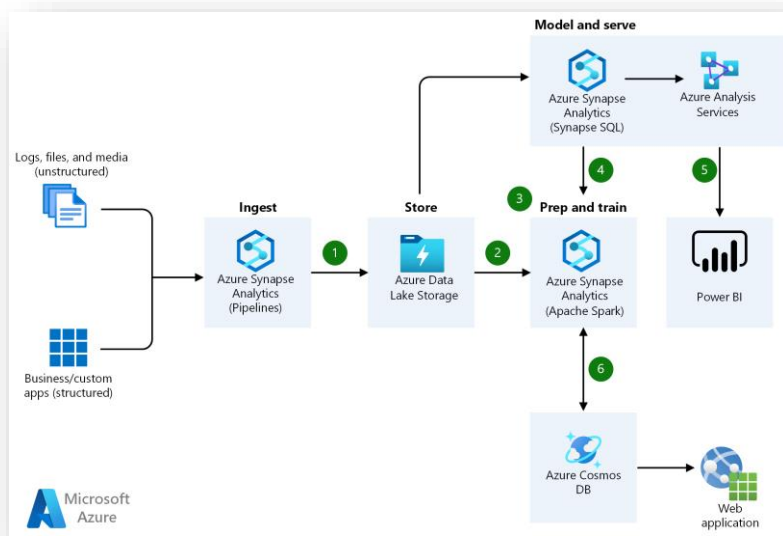 Model and serve
Azure Synapse
Analytics
(Synapse SQL)
Azure Analysis
Services
Logs, files, and media
(unstructured)
4
5
3
Ingest
Store
Prep and train
1
2
Azure Synapse
Analytics
(Pipelines)
Azure Data
Lake Storage
Azure Synapse
Analytics
(Apache Spark)
Power BI
Business/custom
apps (structured)
6
Azure Cosmos
DB
Web
application
Microsoft
Azure